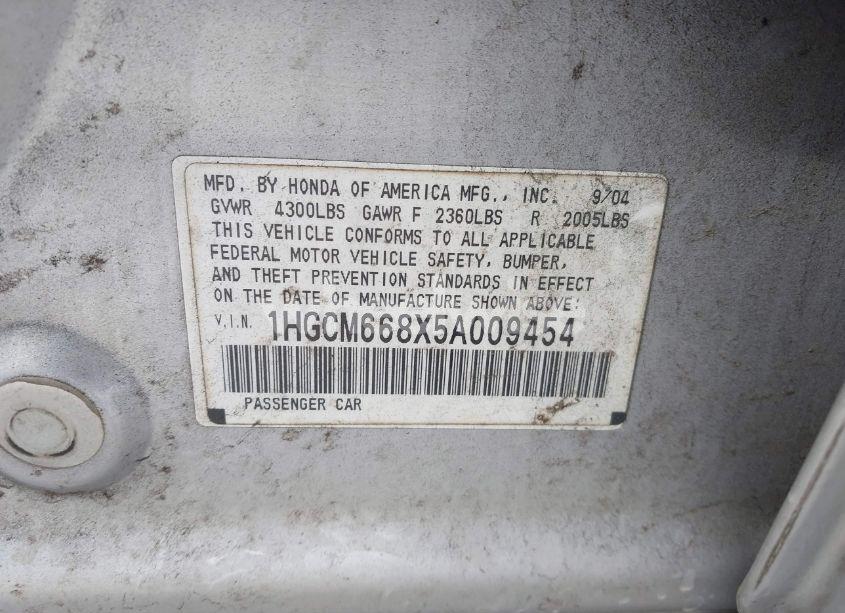 MFD. BY HONDA OF AMERICA MFG., INC. 9/04
GVWR 4300LBS GAWR F 2360LBS R 2005LBS
THIS VEHICLE CONFORMS TO ALL APPLICABLE
FEDERAL MOTOR VEHICLE SAFETY, BUMPER,
AND THEFT PREVENTION STANDARDS IN EFFECT
ON THE DATE OF MANUFACTURE SHOWN ABOVE:
V.I.N. 1HGCM668X5A009454
PASSENGER CAR